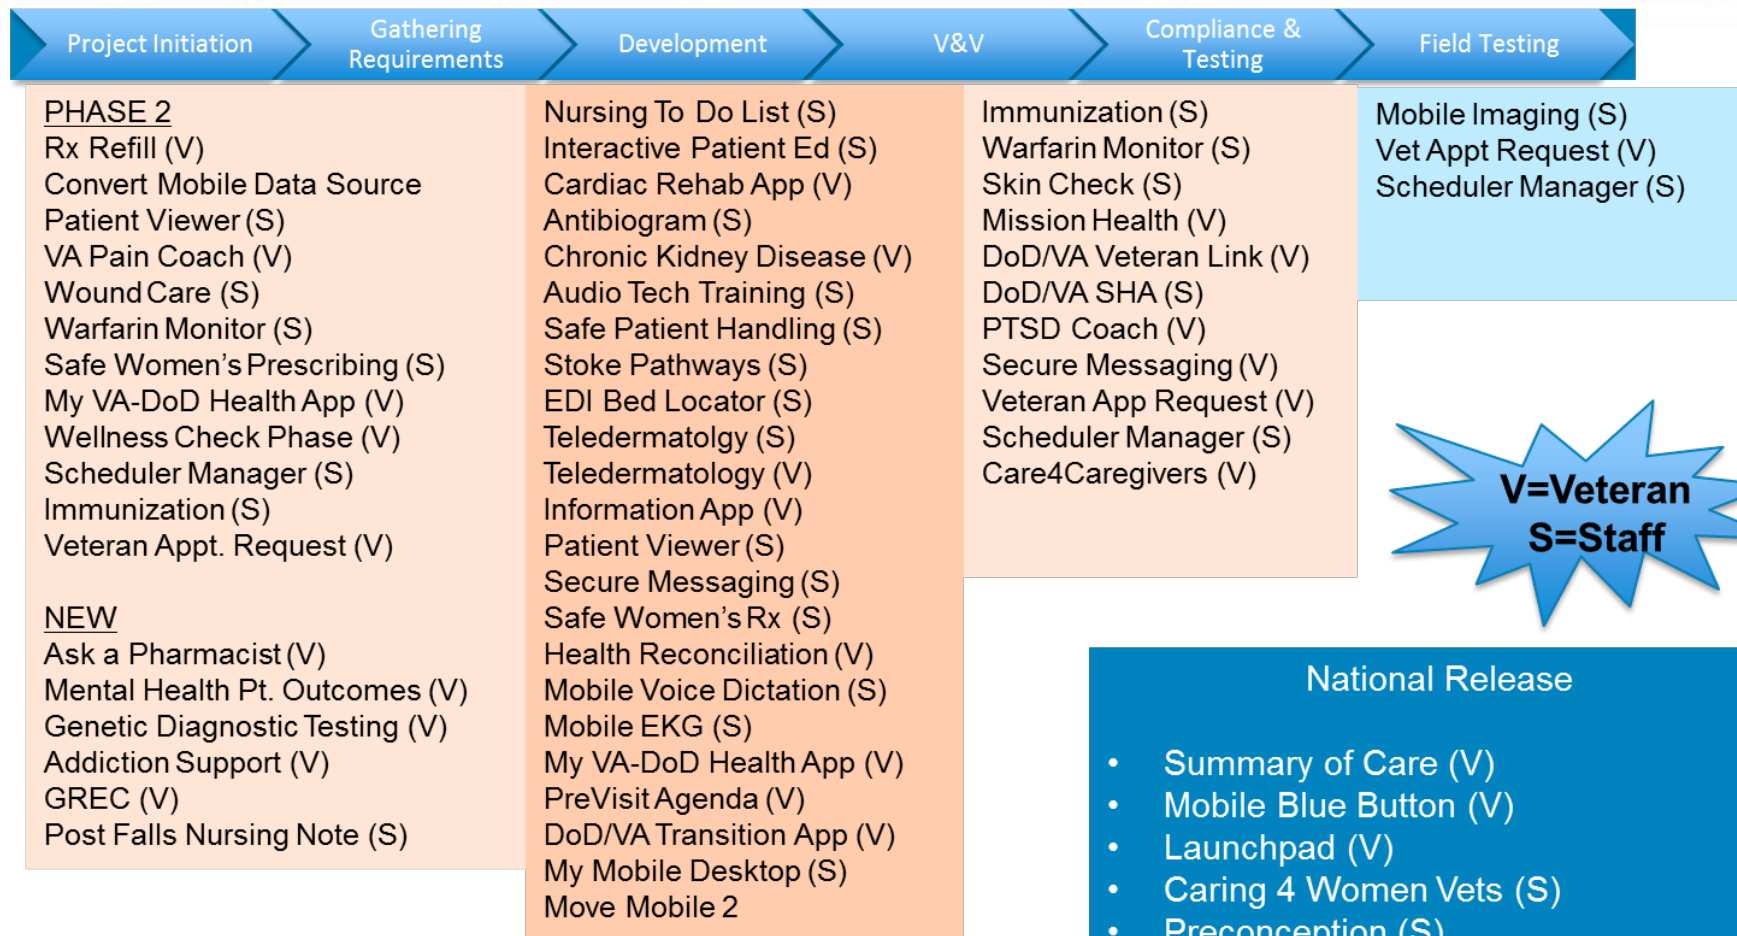 Project Initiation
Gathering
Requirements
Development
V&V
Compliance &
Testing
Field Testing
PHASE 2
Rx Refill (V)
Convert Mobile Data Source
Patient Viewer (S)
VA Pain Coach (V)
Wound Care (S)
Warfarin Monitor (S)
Safe Women's Prescribing (S)
My VA-DoD Health App (V)
Wellness Check Phase (V)
Scheduler Manager (S)
Immunization (S)
Veteran Appt. Request (V)
NEW
Ask a Pharmacist (V)
Mental Health Pt. Outcomes (V)
Genetic Diagnostic Testing (V)
Addiction Support (V)
GREC (V)
Post Falls Nursing Note (S)
Nursing To Do List (S)
Interactive Patient Ed (S)
Cardiac Rehab App (V)
Antibiogram (S)
Chronic Kidney Disease (V)
Audio Tech Training (S)
Safe Patient Handling (S)
Stoke Pathways (S)
EDI Bed Locator (S)
Teledermatolgy (S)
Teledermatology (V)
Information App (V)
Patient Viewer (S)
Secure Messaging (S)
Safe Women's Rx (S)
Health Reconciliation (V)
Mobile Voice Dictation (S)
Mobile EKG (S)
My VA-DoD Health App (V)
PreVisit Agenda (V)
DoD/VA Transition App (V)
My Mobile Desktop (S)
Move Mobile 2
Immunization (S)
Warfarin Monitor (S)
Skin Check (S)
Mission Health (V)
DoD/VA Veteran Link (V)
DoD/VA SHA (S)
PTSD Coach (V)
Secure Messaging (V)
Veteran App Request (V)
Scheduler Manager (S)
Care4Caregivers (V)
Mobile Imaging (S)
Vet Appt Request (V)
Scheduler Manager (S)
V=Veteran
S=Staff
National Release
• Summary of Care (V)
• Mobile Blue Button (V)
• Launchpad (V)
• Caring 4 Women Vets (S)
• Preconception (S)